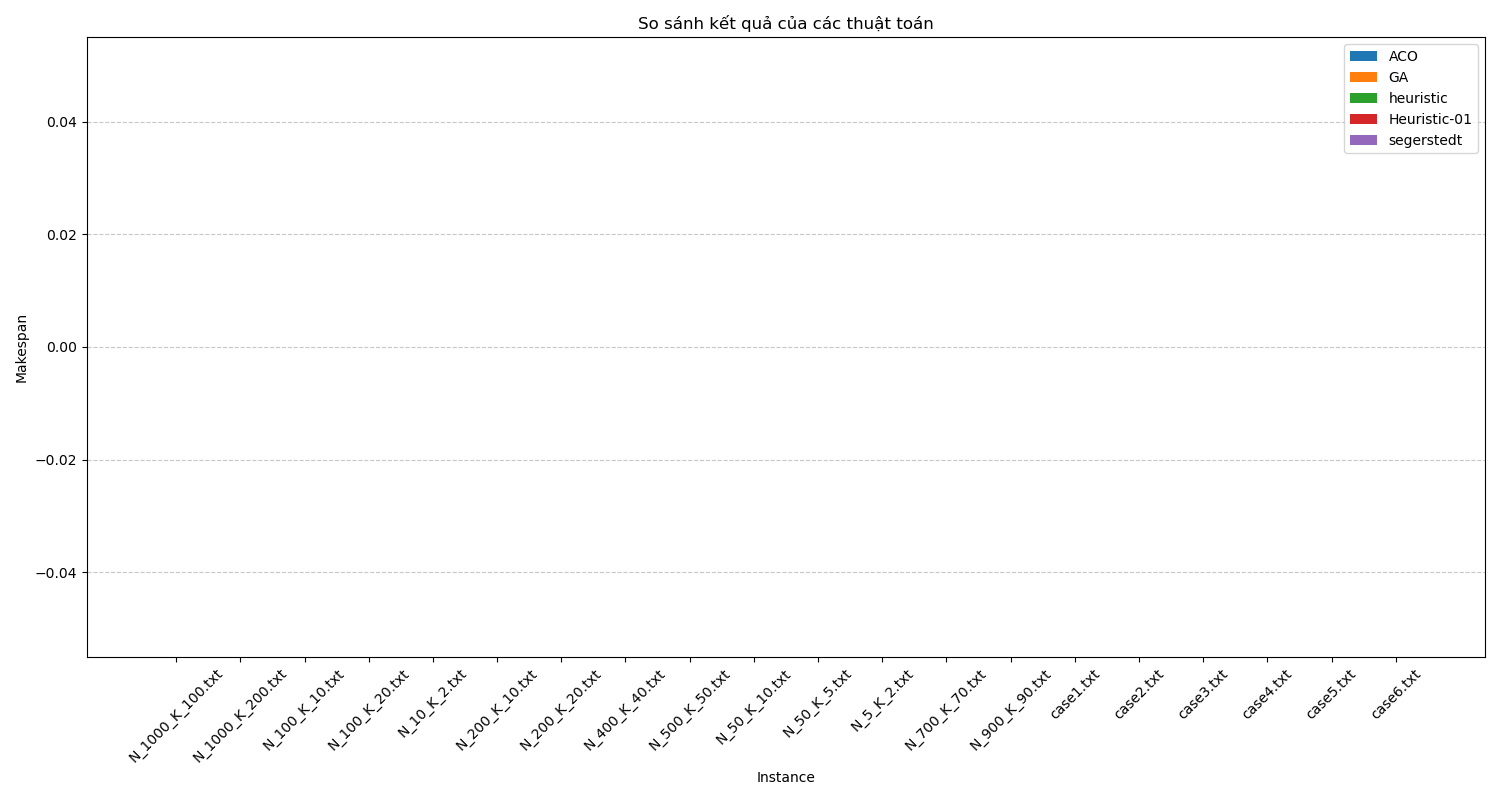 So sánh kết quả của các thuật toán
ACO
GA
heuristic
Heuristic-01
segerstedt
0.04
0.02
0.00
−0.02
−0.04
Makespan
N_1000_K_100.txt
N_1000_K_200.txt
N_100_K_10.txt
N_100_K_20.txt
N_10_K_2.txt
N_200_K_10.txt
N_200_K_20.txt
N_400_K_40.txt
N_500_K_50.txt
N_50_K_10.txt
N_50_K_5.txt
N_5_K_2.txt
N_700_K_70.txt
N_900_K_90.txt
case1.txt
case2.txt
case3.txt
case4.txt
case5.txt
case6.txt
Instance